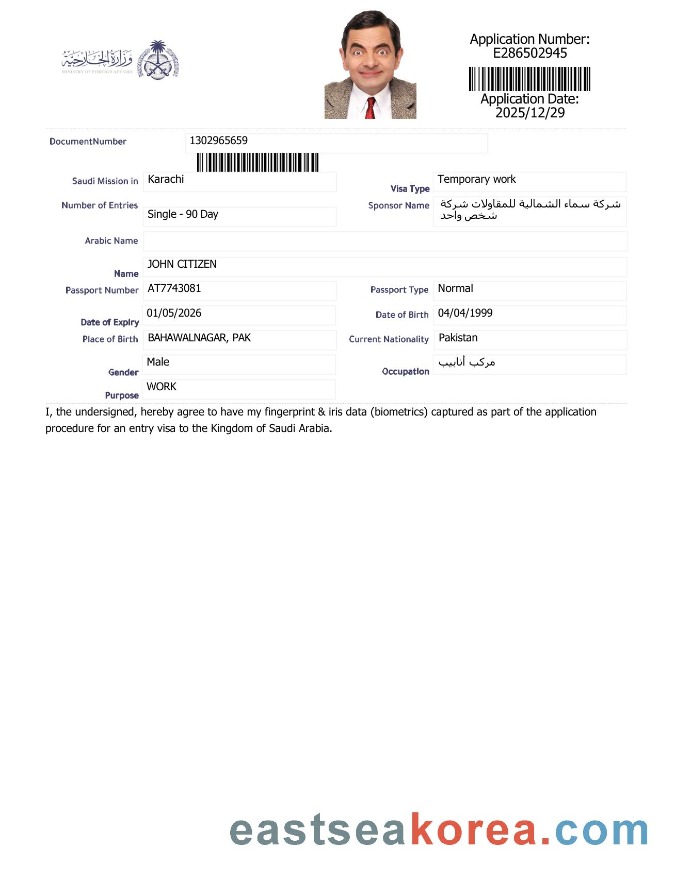 وزارة الخارجية
MINISTRY OF FOREIGN AFFAIRS
Application Number:
E286502945
Application Date:
2025/12/29
DocumentNumber 1302965659
Saudi Mission in Karachi
Visa Type Temporary work
Number of Entries Single - 90 Day
Sponsor Name شركة سماء الشمالية للمقاولات شركة
شخص واحد
Arabic Name
Name JOHN CITIZEN
Passport Number AT7743081
Passport Type Normal
Date of Expiry 01/05/2026
Date of Birth 04/04/1999
Place of Birth BAHAWALNAGAR, PAK
Current Nationality Pakistan
Gender Male
Occupation مركب أنابيب
Purpose WORK
I, the undersigned, hereby agree to have my fingerprint & iris data (biometrics) captured as part of the application
procedure for an entry visa to the Kingdom of Saudi Arabia.
eastseakorea.com